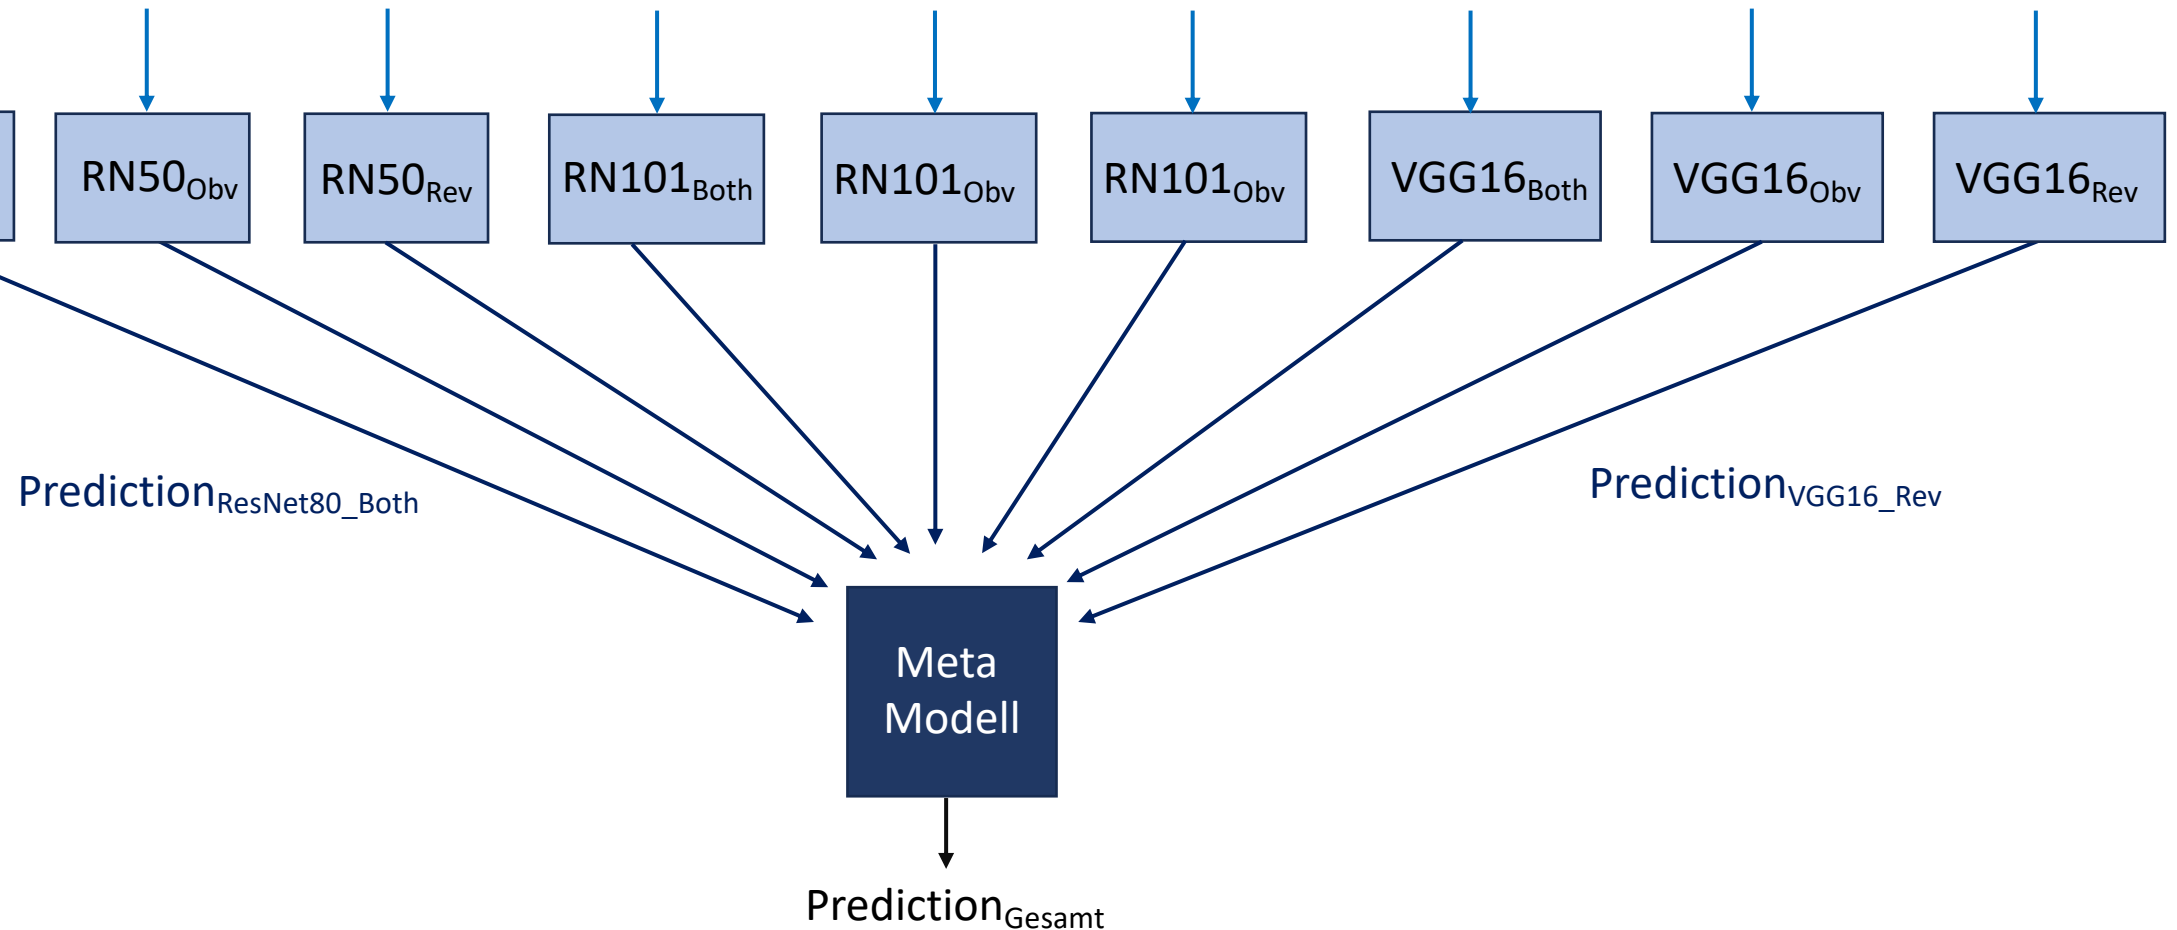 RN50Obv
RN50Rev
RN101Both
RN101Obv
RN101Obv
VGG16Both
VGG16Obv
VGG16Rev
PredictionResNet80_Both
PredictionVGG16_Rev
Meta
Modell
PredictionGesamt